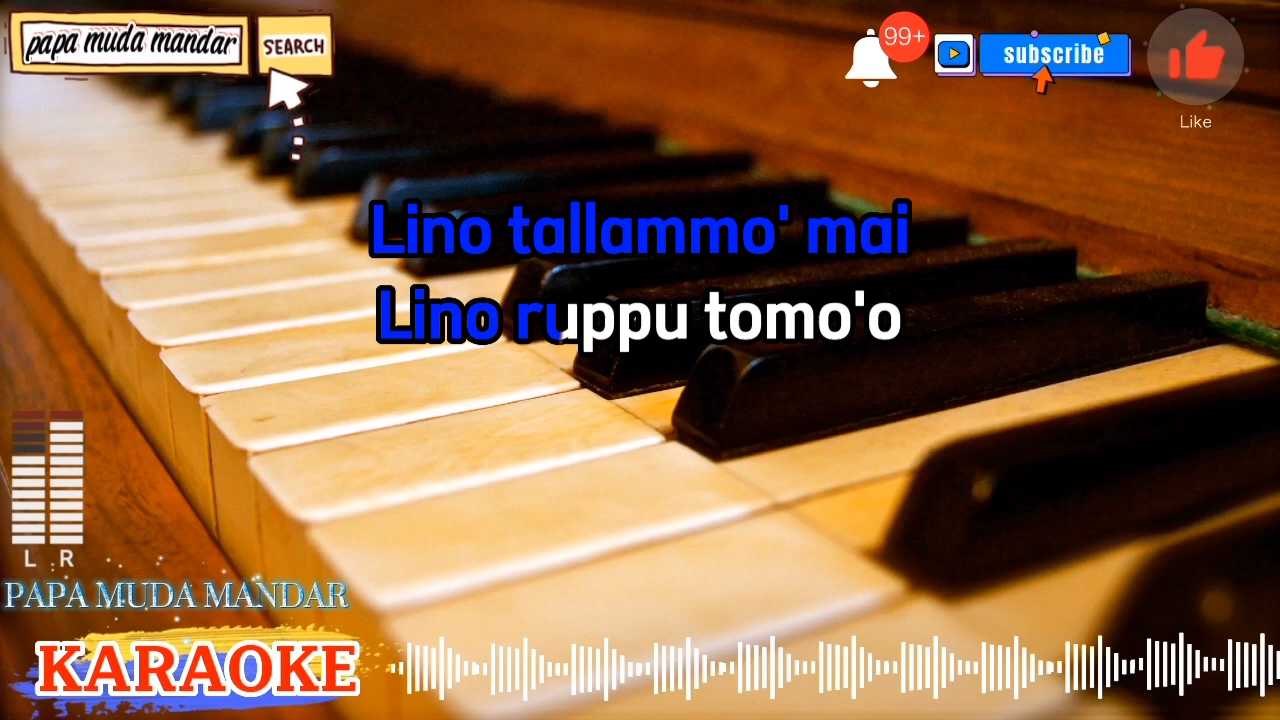 papa muda mandar
SEARCH
99+
subscribe
Like
Lino tallammo' mai
Lino ruppu tomo'o
L R
PAPA MUDA MANDAR
KARAOKE